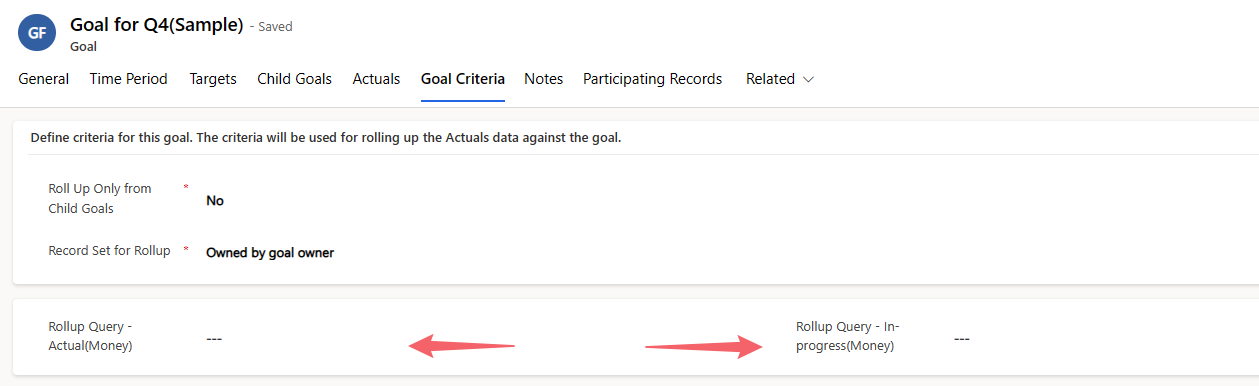 GF
Goal for Q4(Sample) - Saved
Goal
General Time Period Targets Child Goals Actuals Goal Criteria Notes Participating Records Related
Define criteria for this goal. The criteria will be used for rolling up the Actuals data against the goal.
Roll Up Only from
Child Goals
*
No
Record Set for Rollup * Owned by goal owner
Rollup Query -
Actual(Money)
---
Rollup Query - In-
progress(Money)
---